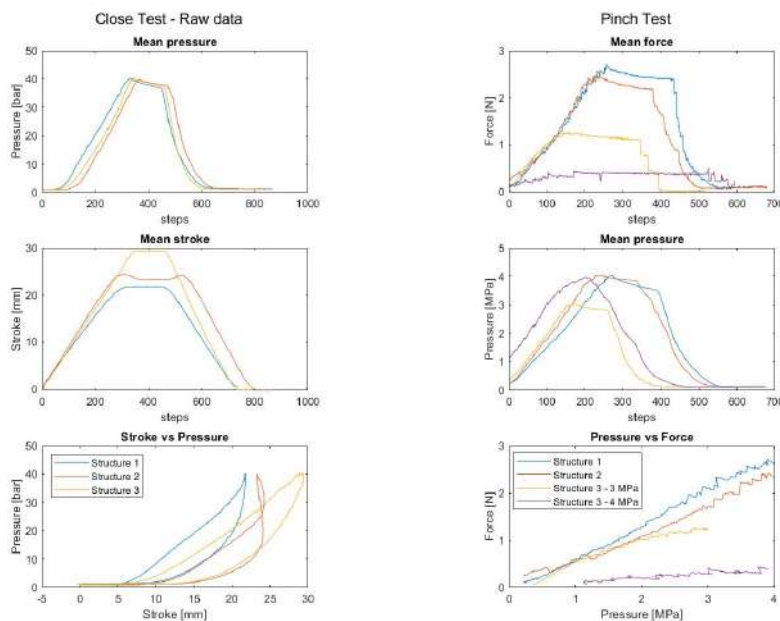 Close Test - Raw data
Mean pressure
Pressure [bar]
50
40
30
20
10
0
0 200 400 600 800 1000
steps
Mean stroke
Stroke [mm]
30
20
10
0
0 200 400 600 800 1000
steps
Stroke vs Pressure
Pressure [bar]
40
30
20
10
0
Structure 1
Structure 2
Structure 3
-5 0 5 10 15 20 25 30
Stroke [mm]
Pinch Test
Mean force
Force [N]
3
2
1
0
0 100 200 300 400 500 600 700
steps
Mean pressure
Pressure [MPa]
5
4
3
2
1
0
0 100 200 300 400 500 600 700
steps
Pressure vs Force
Force [N]
3
2
1
0
Structure 1
Structure 2
Structure 3 - 3 MPa
Structure 3 - 4 MPa
0 1 2 3 4
Pressure [MPa]